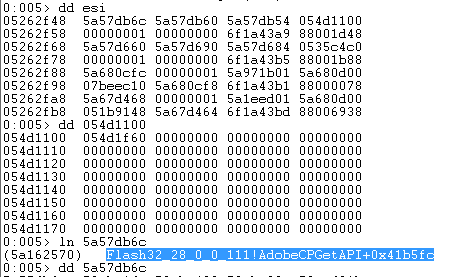 0:005> dd esi
05262f48  5a57db6c 5a57db60 5a57db54 054d1100
05262f58  00000001 00000000 6f1a43a9 88001d48
05262f68  5a67d660 5a67d690 5a57d684 0535c4c0
05262f78  00000000 00000000 6f1a43b5 88001b88
05262f88  5a680cfc 00000001 5a971b01 5a680d00
05262f98  07beec10 5a680cf8 6f1a43b1 88000078
05262fa8  5a67d468 00000001 5a1eed01 5a680d00
05262fb8  051b9148 5a67d464 6f1a43bd 88006938
0:005> dd 054d1100
054d1100  054d1f60 00000000 00000000 00000000
054d1110  00000000 00000000 00000000 00000000
054d1120  00000000 00000000 00000000 00000000
054d1130  00000000 00000000 00000000 00000000
054d1140  00000000 00000000 00000000 00000000
054d1150  00000000 00000000 00000000 00000000
054d1160  00000000 00000000 00000000 00000000
054d1170  00000000 00000000 00000000 00000000
0:005> ln 5a57db6c
(5a162570)   Flash32_28_0_0_111!AdobeCPGetAPI+0x41b5fc
0:005> dd 5a57db6c